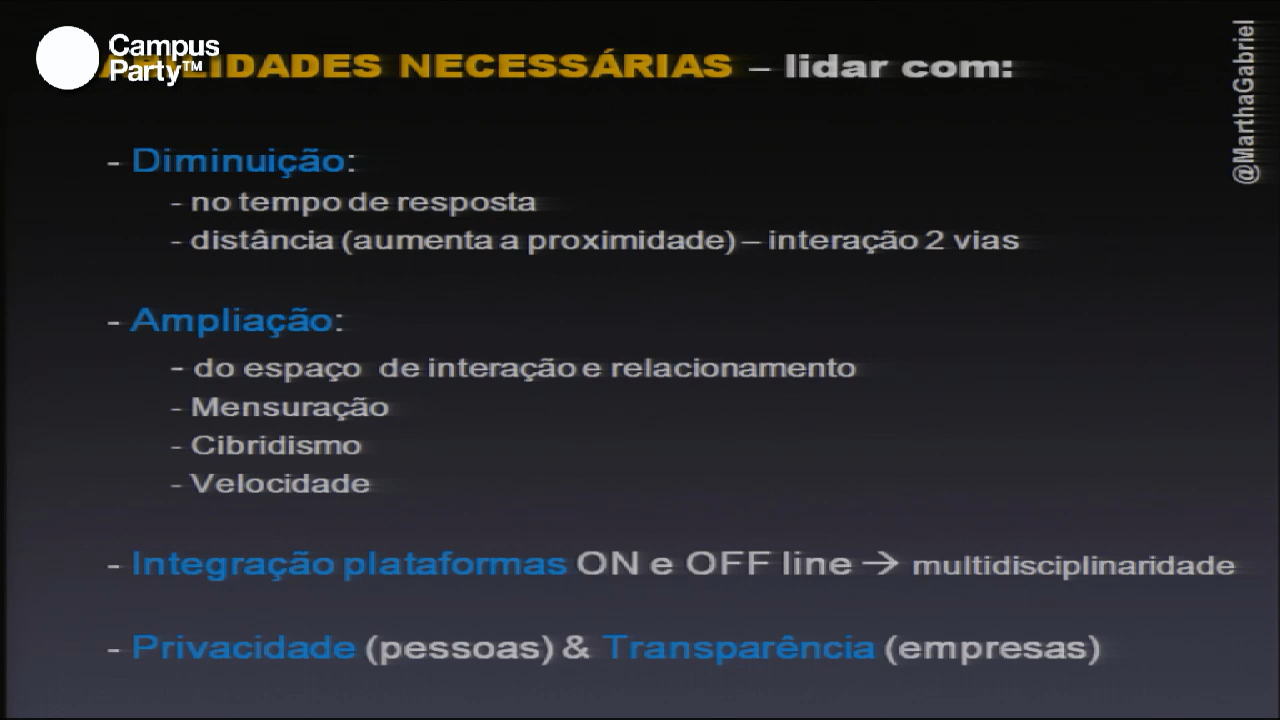 Campus
Party™
HABILIDADES NECESSÁRIAS – lidar com:
@MarthaGabriel
- Diminuição:
- no tempo de resposta
- distância (aumenta a proximidade) – interação 2 vias
- Ampliação:
- do espaço de interação e relacionamento
- Mensuração
- Cibridismo
- Velocidade
- Integração plataformas ON e OFF line → multidisciplinaridade
- Privacidade (pessoas) & Transparência (empresas)